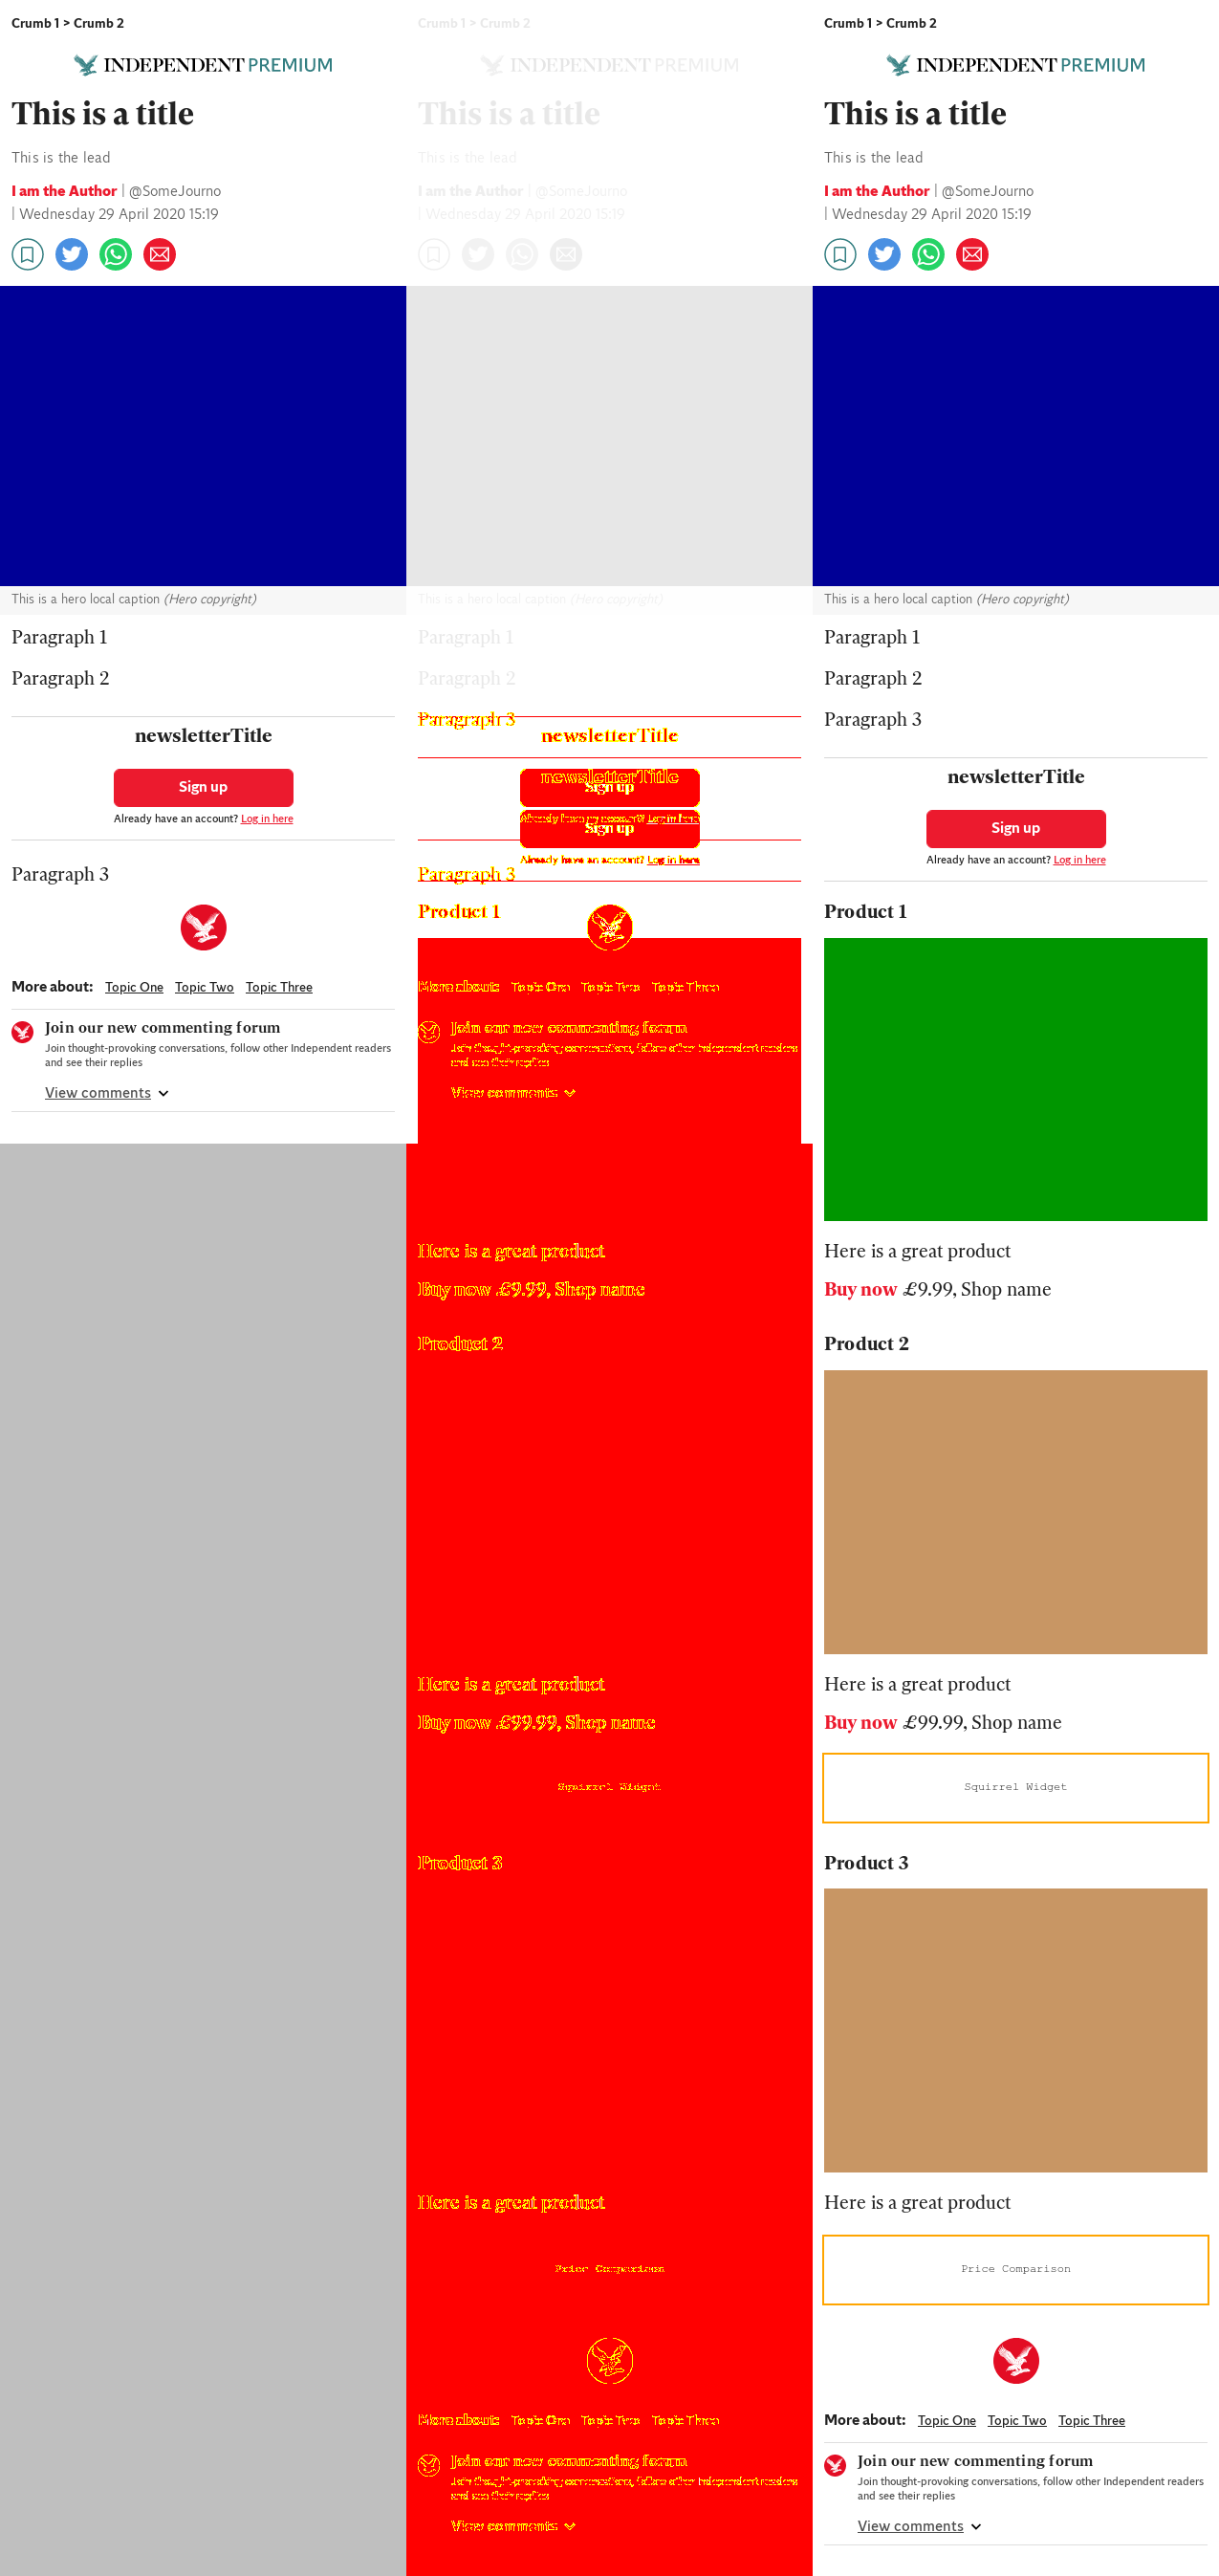 Crumb 1 > Crumb 2
INDEPENDENT PREMIUM
This is a title
This is the lead
I am the Author | @SomeJourno
| Wednesday 29 April 2020 15:19
This is a hero local caption (Hero copyright)
Paragraph 1
Paragraph 2
newsletterTitle
Sign up
Already have an account? Log in here
Paragraph 3
More about: Topic One Topic Two Topic Three
Join our new commenting forum
Join thought-provoking conversations, follow other Independent readers
and see their replies
View comments
Crumb 1 > Crumb 2
INDEPENDENT PREMIUM
This is a title
This is the lead
I am the Author | @SomeJourno
| Wednesday 29 April 2020 15:19
This is a hero local caption (Hero copyright)
Paragraph 1
Paragraph 2
Paragraph 3
newsletterTitle
newsletterTitle
Sign up
Already have an account? Log in here
Sign up
Already have an account? Log in here
Paragraph 3
Product 1
More about: Topic One Topic Two Topic Three
Join our new commenting forum
Join thought-provoking conversations, follow other Independent readers
and see their replies
View comments
Here is a great product
Buy now £9.99, Shop name
Product 2
Here is a great product
Buy now £99.99, Shop name
Squirrel Widget
Product 3
Here is a great product
Price Comparison
More about: Topic One Topic Two Topic Three
Join our new commenting forum
Join thought-provoking conversations, follow other Independent readers
and see their replies
View comments
Crumb 1 > Crumb 2
INDEPENDENT PREMIUM
This is a title
This is the lead
I am the Author | @SomeJourno
| Wednesday 29 April 2020 15:19
This is a hero local caption (Hero copyright)
Paragraph 1
Paragraph 2
Paragraph 3
newsletterTitle
Sign up
Already have an account? Log in here
Product 1
Here is a great product
Buy now £9.99, Shop name
Product 2
Here is a great product
Buy now £99.99, Shop name
Squirrel Widget
Product 3
Here is a great product
Price Comparison
More about: Topic One Topic Two Topic Three
Join our new commenting forum
Join thought-provoking conversations, follow other Independent readers
and see their replies
View comments